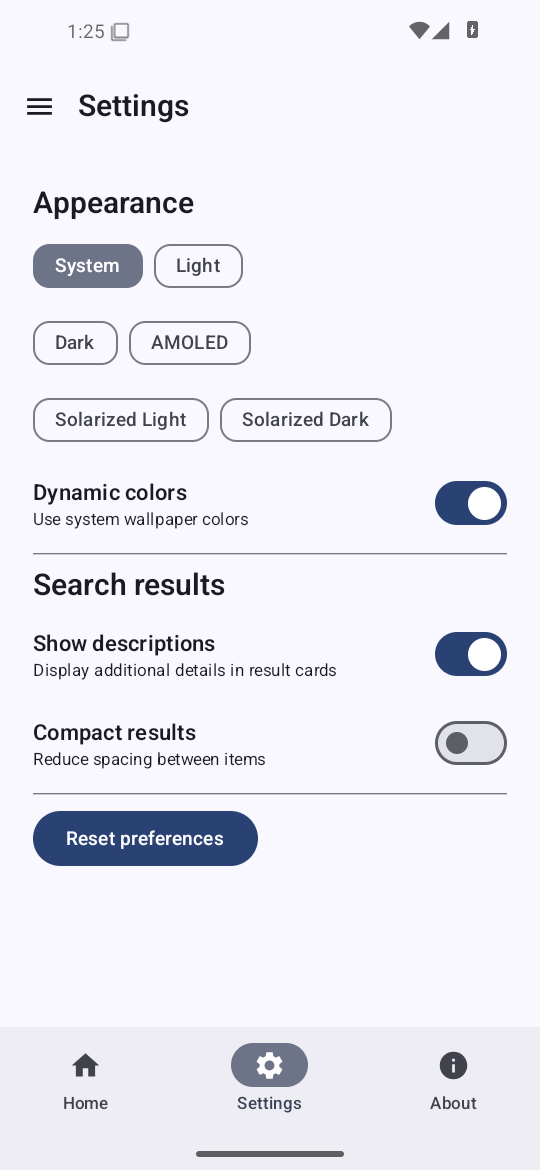 1:25
Settings
Appearance
System
Light
Dark
AMOLED
Solarized Light
Solarized Dark
Dynamic colors
Use system wallpaper colors
Search results
Show descriptions
Display additional details in result cards
Compact results
Reduce spacing between items
Reset preferences
Home
Settings
About